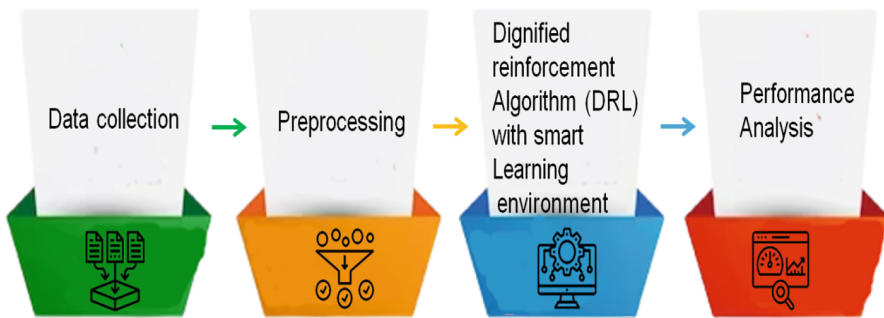 Data collection
Preprocessing
Dignified
reinforcement
Algorithm (DRL)
with smart
Learning
environment
Performance
Analysis